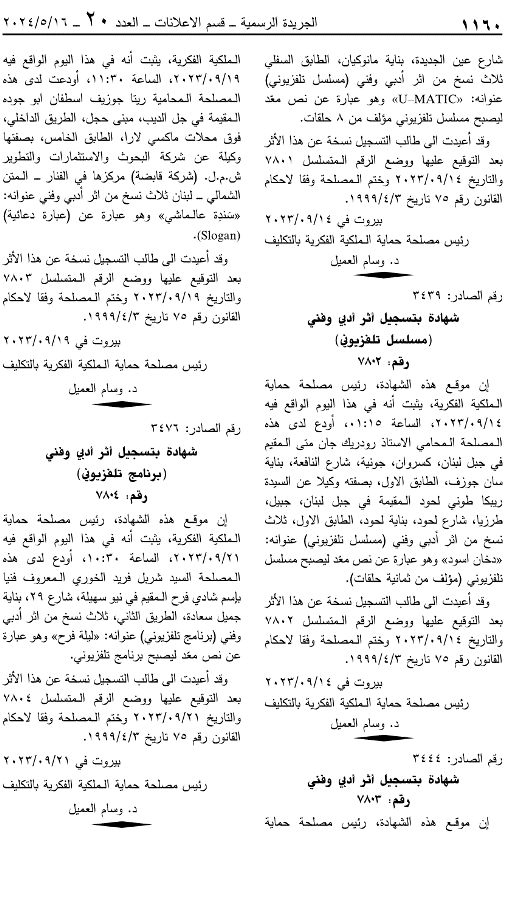 ١١٦٠
الجريدة الرسمية – قسم الاعلانات – العدد ٢٠ – ٢٠٢٤/٥/١٦
شارع عين الجديدة، بناية مانوكيان، الطابق السفلي
ثلاث نسخ من اثر أدبي وفني (مسلسل تلفزيوني)
عنوانه: «U–MATIC» وهو عبارة عن نص معّد
ليصبح مسلسل تلفزيوني مؤلف من ٨ حلقات.
وقد أعيدت الى طالب التسجيل نسخة عن هذا الأثر
بعد التوقيع عليها ووضع الرقم المتسلسل ٧٨٠١
والتاريخ ٢٠٢٣/٠٩/١٤ وختم المصلحة وفقا لاحكام
القانون رقم ٧٥ تاريخ ١٩٩٩/٤/٣.
بيروت في ٢٠٢٣/٠٩/١٤
رئيس مصلحة حماية الملكية الفكرية بالتكليف
د. وسام العميل
رقم الصادر: ٣٤٣٩
شهادة بتسجيل أثر أدبي وفني
(مسلسل تلفزيوني)
رقم: ٧٨٠٢
إن موقع هذه الشهادة، رئيس مصلحة حماية
الملكية الفكرية، يثبت أنه في هذا اليوم الواقع فيه
٢٠٢٣/٠٩/١٤، الساعة ٠١:١٥، أودع لدى هذه
المصلحة المحامي الاستاذ رودريك جان متى المقيم
في جبل لبنان، كسروان، جونية، شارع النافعة، بناية
سان جوزف، الطابق الاول، بصفته وكيلا عن السيدة
ريبكا طوني لحود المقيمة في جبل لبنان، جبيل،
طرزيا، شارع لحود، بناية لحود، الطابق الاول، ثلاث
نسخ من اثر أدبي وفني (مسلسل تلفزيوني) عنوانه:
«دخان اسود» وهو عبارة عن نص معّد ليصبح مسلسل
تلفزيوني (مؤلف من ثمانية حلقات).
وقد أعيدت الى طالب التسجيل نسخة عن هذا الأثر
بعد التوقيع عليها ووضع الرقم المتسلسل ٧٨٠٢
والتاريخ ٢٠٢٣/٠٩/١٤ وختم المصلحة وفقا لاحكام
القانون رقم ٧٥ تاريخ ١٩٩٩/٤/٣.
بيروت في ٢٠٢٣/٠٩/١٤
رئيس مصلحة حماية الملكية الفكرية بالتكليف
د. وسام العميل
رقم الصادر: ٣٤٤٤
شهادة بتسجيل أثر أدبي وفني
رقم: ٧٨٠٣
إن موقع هذه الشهادة، رئيس مصلحة حماية
الملكية الفكرية، يثبت أنه في هذا اليوم الواقع فيه
٢٠٢٣/٠٩/١٩، الساعة ١١:٣٠، أودعت لدى هذه
المصلحة المحامية ريتا جوزيف اسطفان ابو جوده
المقيمة في جل الديب، مبنى حجل، الطريق الداخلي،
فوق محلات ماكسي لارا، الطابق الخامس، بصفتها
وكيلة عن شركة البحوث والاستثمارات والتطوير
ش.م.ل. (شركة قابضة) مركزها في الفنار – المتن
الشمالي – لبنان ثلاث نسخ من اثر أدبي وفني عنوانه:
«سَندِة عالـماشي» وهو عبارة عن (عبارة دعائية)
(Slogan).
وقد أعيدت الى طالب التسجيل نسخة عن هذا الأثر
بعد التوقيع عليها ووضع الرقم المتسلسل ٧٨٠٣
والتاريخ ٢٠٢٣/٠٩/١٩ وختم المصلحة وفقا لاحكام
القانون رقم ٧٥ تاريخ ١٩٩٩/٤/٣.
بيروت في ٢٠٢٣/٠٩/١٩
رئيس مصلحة حماية الملكية الفكرية بالتكليف
د. وسام العميل
رقم الصادر: ٣٤٧٦
شهادة بتسجيل أثر أدبي وفني
(برنامج تلفزيوني)
رقم: ٧٨٠٤
إن موقع هذه الشهادة، رئيس مصلحة حماية
الملكية الفكرية، يثبت أنه في هذا اليوم الواقع فيه
٢٠٢٣/٠٩/٢١، الساعة ١٠:٣٠، أودع لدى هذه
المصلحة السيد شربل فريد الخوري المعروف فنيا
بإسم شادي فرح المقيم في نيو سهيلة، شارع ٢٩، بناية
جميل سعادة، الطريق الثاني، ثلاث نسخ من اثر أدبي
وفني (برنامج تلفزيوني) عنوانه: «ليلة فرح» وهو عبارة
عن نص معّد ليصبح برنامج تلفزيوني.
وقد أعيدت الى طالب التسجيل نسخة عن هذا الأثر
بعد التوقيع عليها ووضع الرقم المتسلسل ٧٨٠٤
والتاريخ ٢٠٢٣/٠٩/٢١ وختم المصلحة وفقا لاحكام
القانون رقم ٧٥ تاريخ ١٩٩٩/٤/٣.
بيروت في ٢٠٢٣/٠٩/٢١
رئيس مصلحة حماية الملكية الفكرية بالتكليف
د. وسام العميل